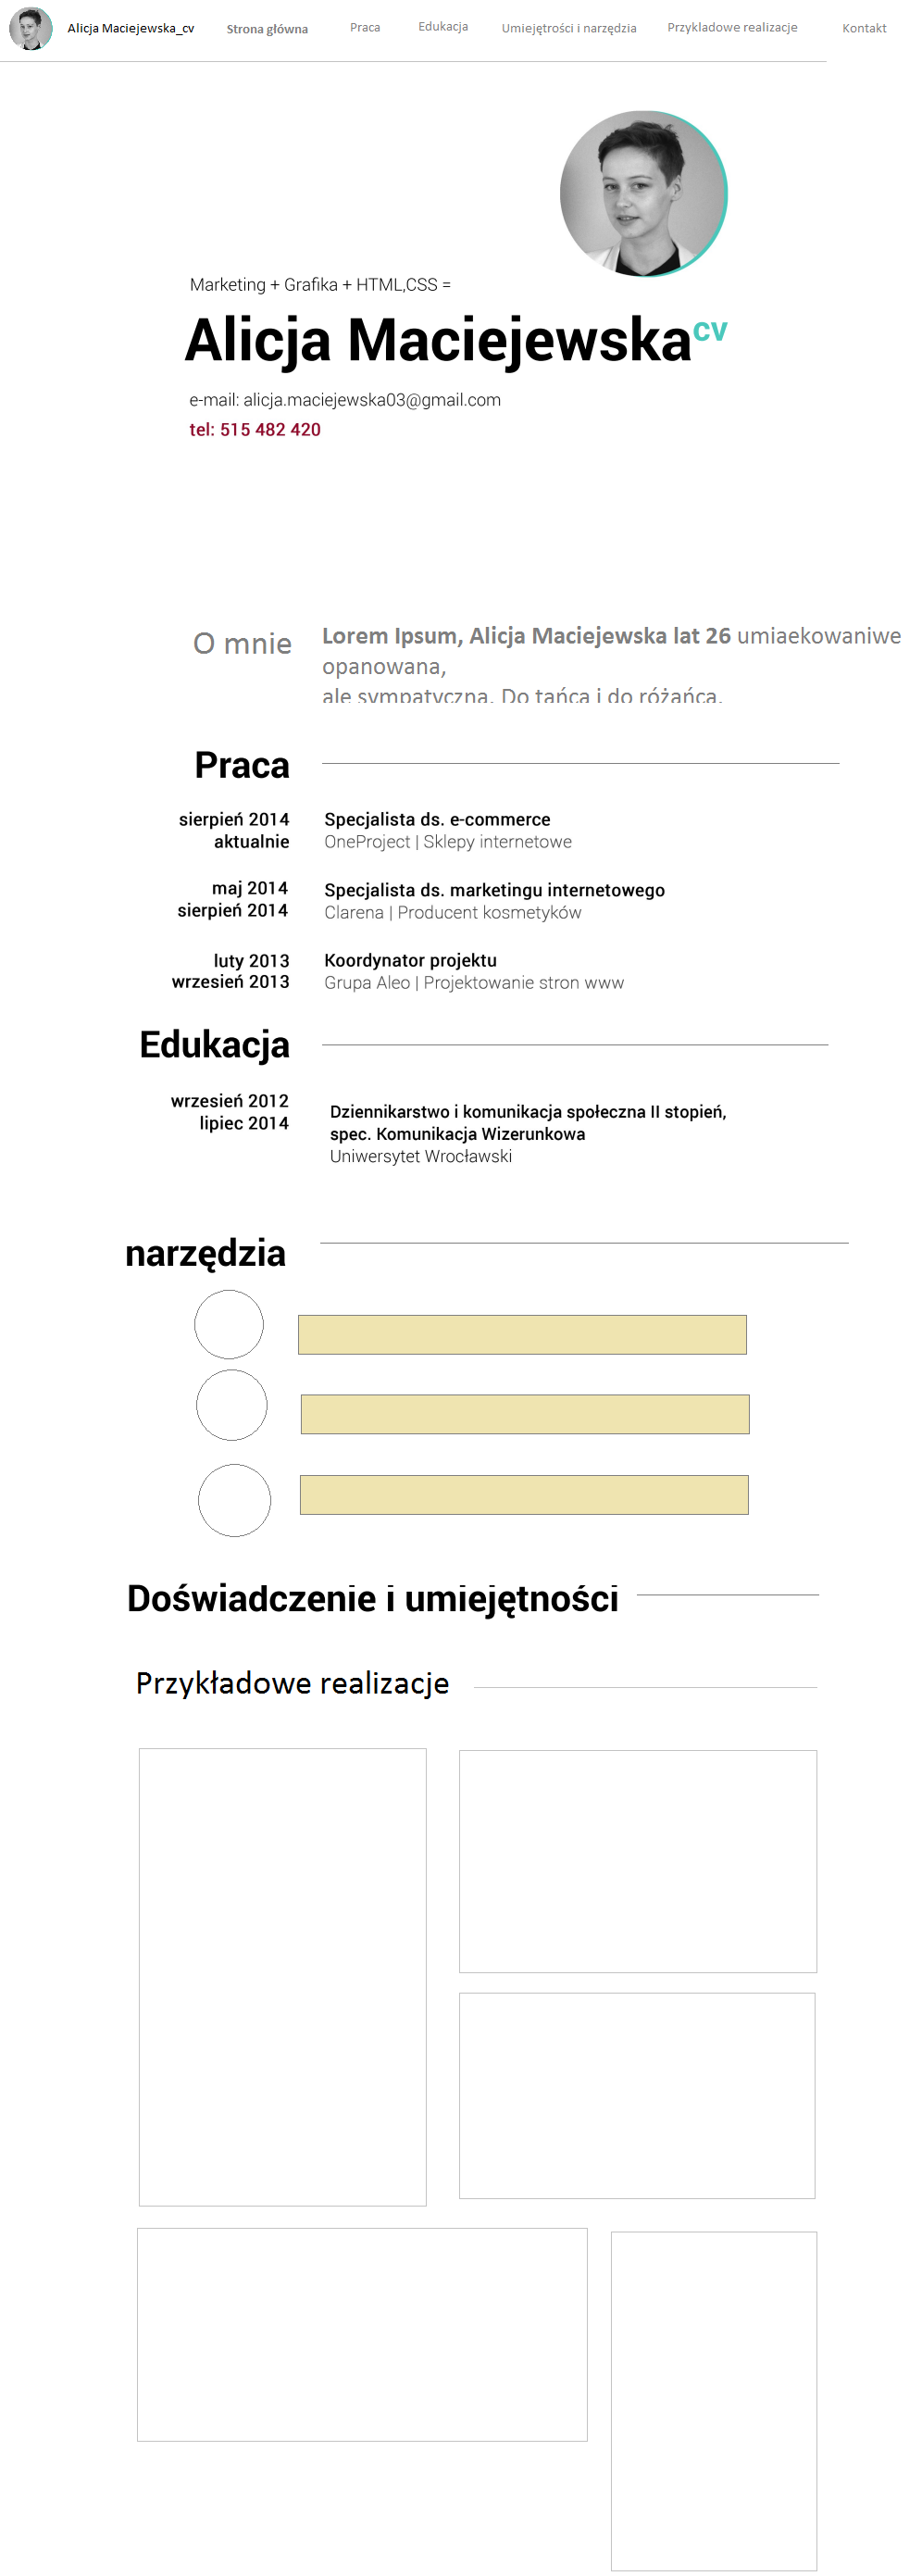 Alicja Maciejewska_cv Strona główna Praca Edukacja Umiejętrości i narzędzia Przykladowe realizacje Kontakt
Marketing + Grafika + HTML,CSS =
Alicja Maciejewska cv
e-mail: alicja.maciejewska03@gmail.com
tel: 515 482 420
O mnie
Lorem Ipsum, Alicja Maciejewska lat 26 umiaekowaniwe
opanowana,
ale sympatyczna. Do tańca i do różańca.
Praca
sierpień 2014
aktualnie
Specjalista ds. e-commerce
OneProject | Sklepy internetowe
maj 2014
sierpień 2014
Specjalista ds. marketingu internetowego
Clarena | Producent kosmetyków
luty 2013
wrzesień 2013
Koordynator projektu
Grupa Aleo | Projektowanie stron www
Edukacja
wrzesień 2012
lipiec 2014
Dziennikarstwo i komunikacja społeczna II stopień,
spec. Komunikacja Wizerunkowa
Uniwersytet Wrocławski
narzędzia
Doświadczenie i umiejętności
Przykładowe realizacje